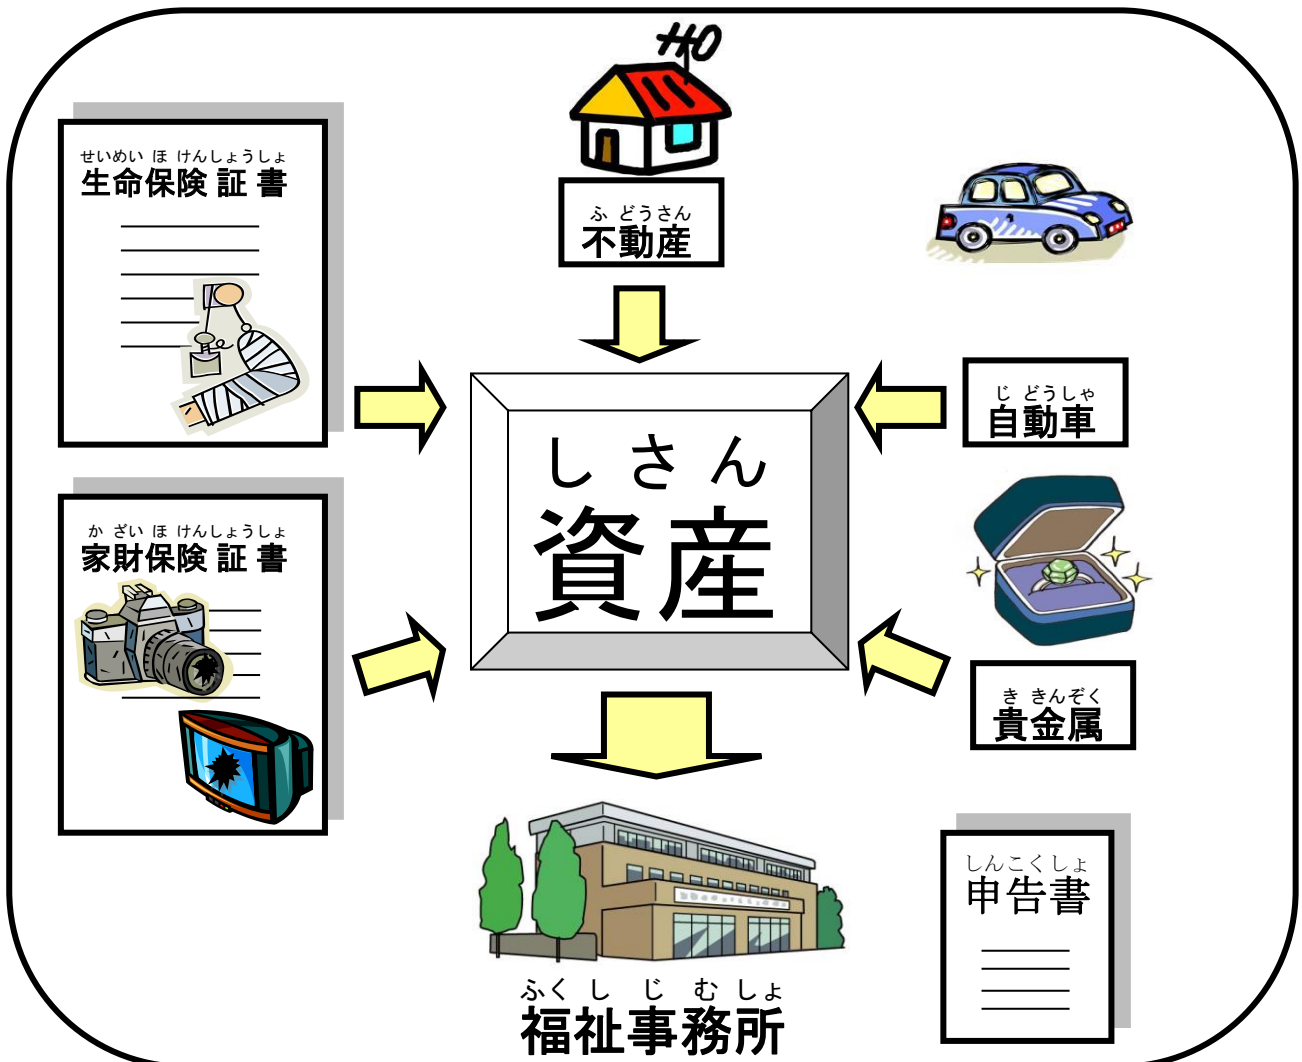 せいめいほけんしょうしょ
生命保険証書
ふどうさん
不動産
じどうしゃ
自動車
しさん
資産
かざいほけんしょうしょ
家財保険証書
ききんぞく
貴金属
しんこくしょ
申告書
ふくしじむしょ
福祉事務所